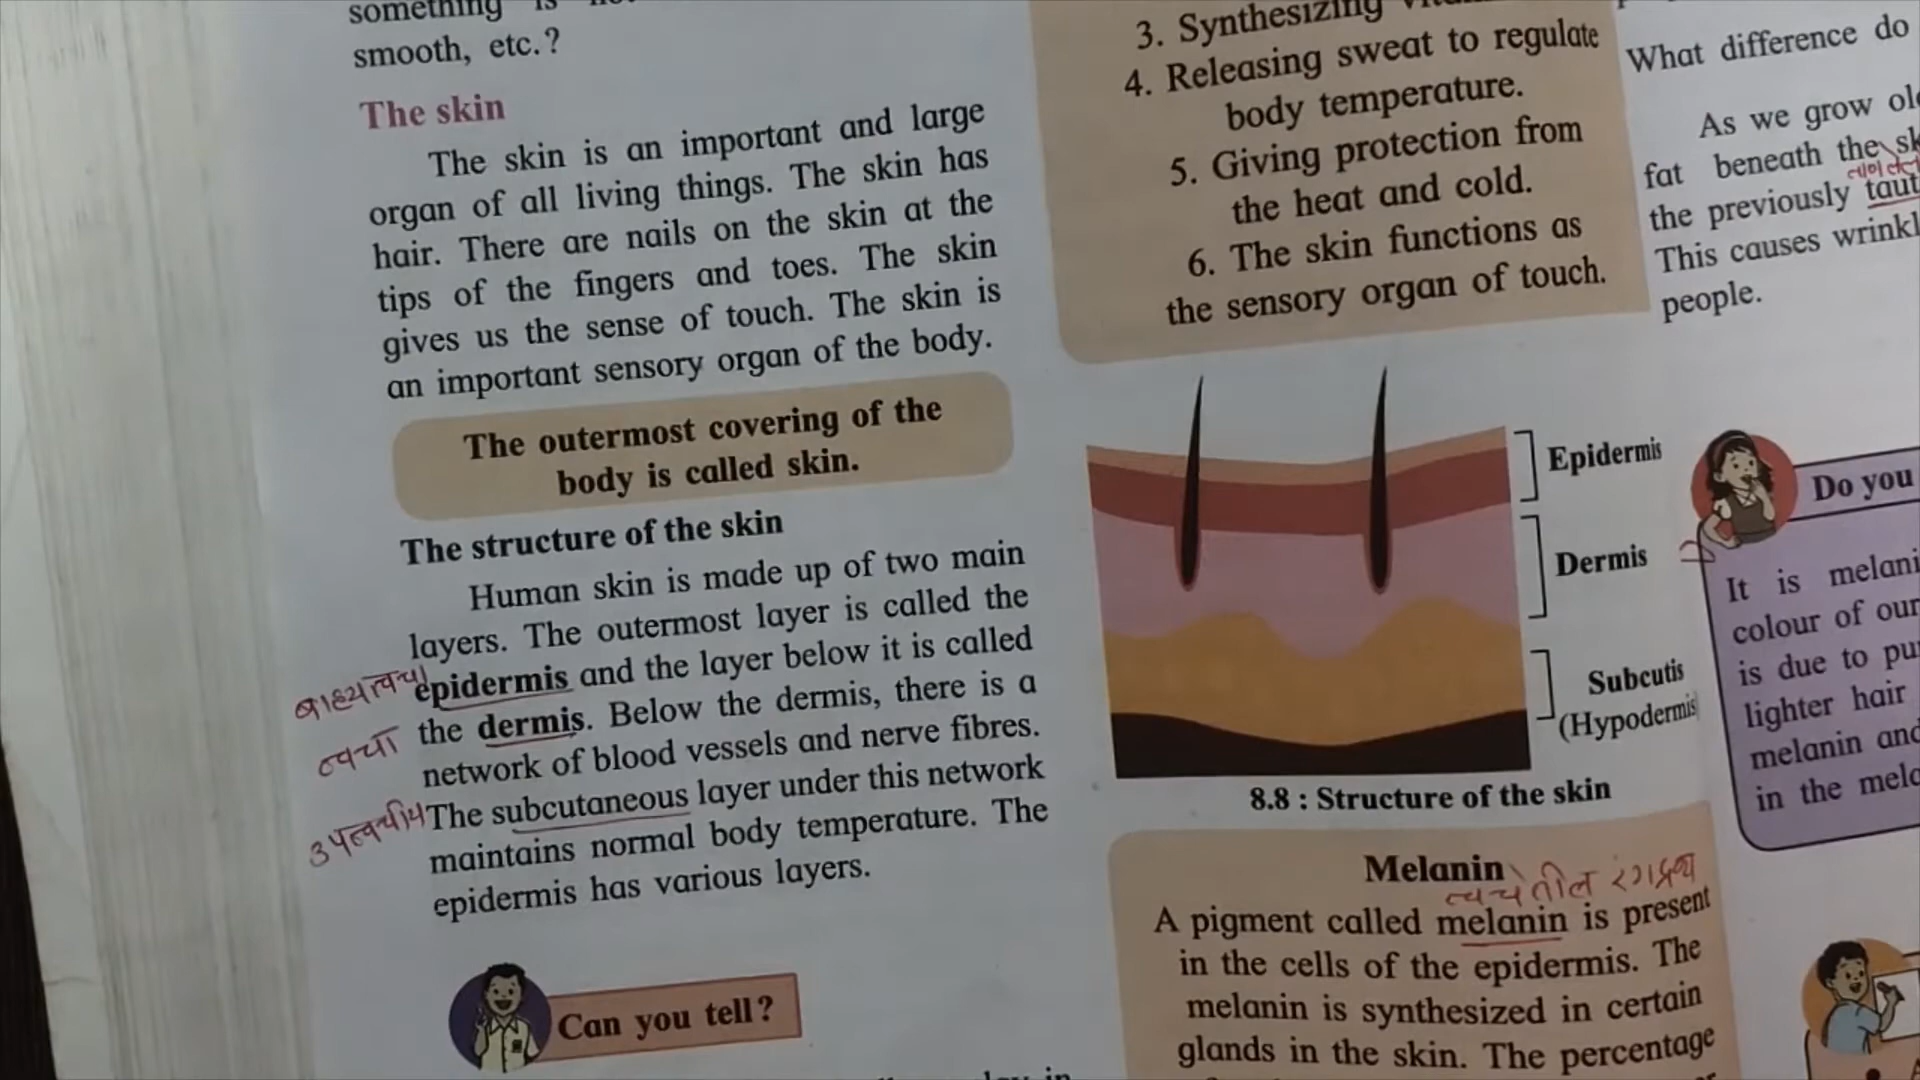 something is
smooth, etc.?
The skin
The skin is an important and large
organ of all living things. The skin has
hair. There are nails on the skin at the
tips of the fingers and toes. The skin
gives us the sense of touch. The skin is
an important sensory organ of the body.
The outermost covering of the
body is called skin.
The structure of the skin
Human skin is made up of two main
layers. The outermost layer is called the
बाह्यत्वचा epidermis and the layer below it is called
त्वचा the dermis. Below the dermis, there is a
network of blood vessels and nerve fibres.
उपत्वचीय The subcutaneous layer under this network
maintains normal body temperature. The
epidermis has various layers.
Can you tell?
3. Synthesizing
4. Releasing sweat to regulate
body temperature.
5. Giving protection from
the heat and cold.
6. The skin functions as
the sensory organ of touch.
Epidermis
Dermis
Subcutis
(Hypodermis
8.8 : Structure of the skin
Melanin
त्वचेतील रंगद्रव्य
A pigment called melanin is present
in the cells of the epidermis. The
melanin is synthesized in certain
glands in the skin. The percentage
What difference do
As we grow
fat beneath the
the previously taut
This causes
people.
Do you
It is
colour of our
is due to
lighter hair
melanin and
in the